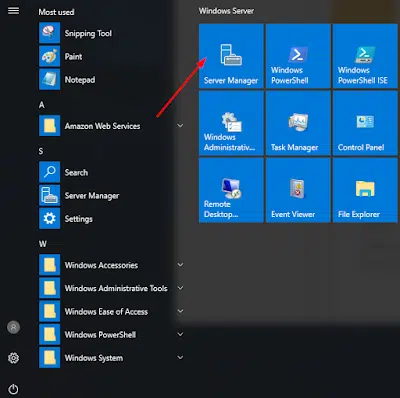 Most used
Snipping Tool
Paint
Notepad
A
Amazon Web Services
S
Search
Server Manager
Settings
W
Windows Accessories
Windows Administrative Tools
Windows Ease of Access
Windows PowerShell
Windows System
Windows Server
Server Manager
Windows
PowerShell
Windows
PowerShell ISE
Windows
Administrativ...
Task Manager
Control Panel
Remote
Desktop...
Event Viewer
File Explorer